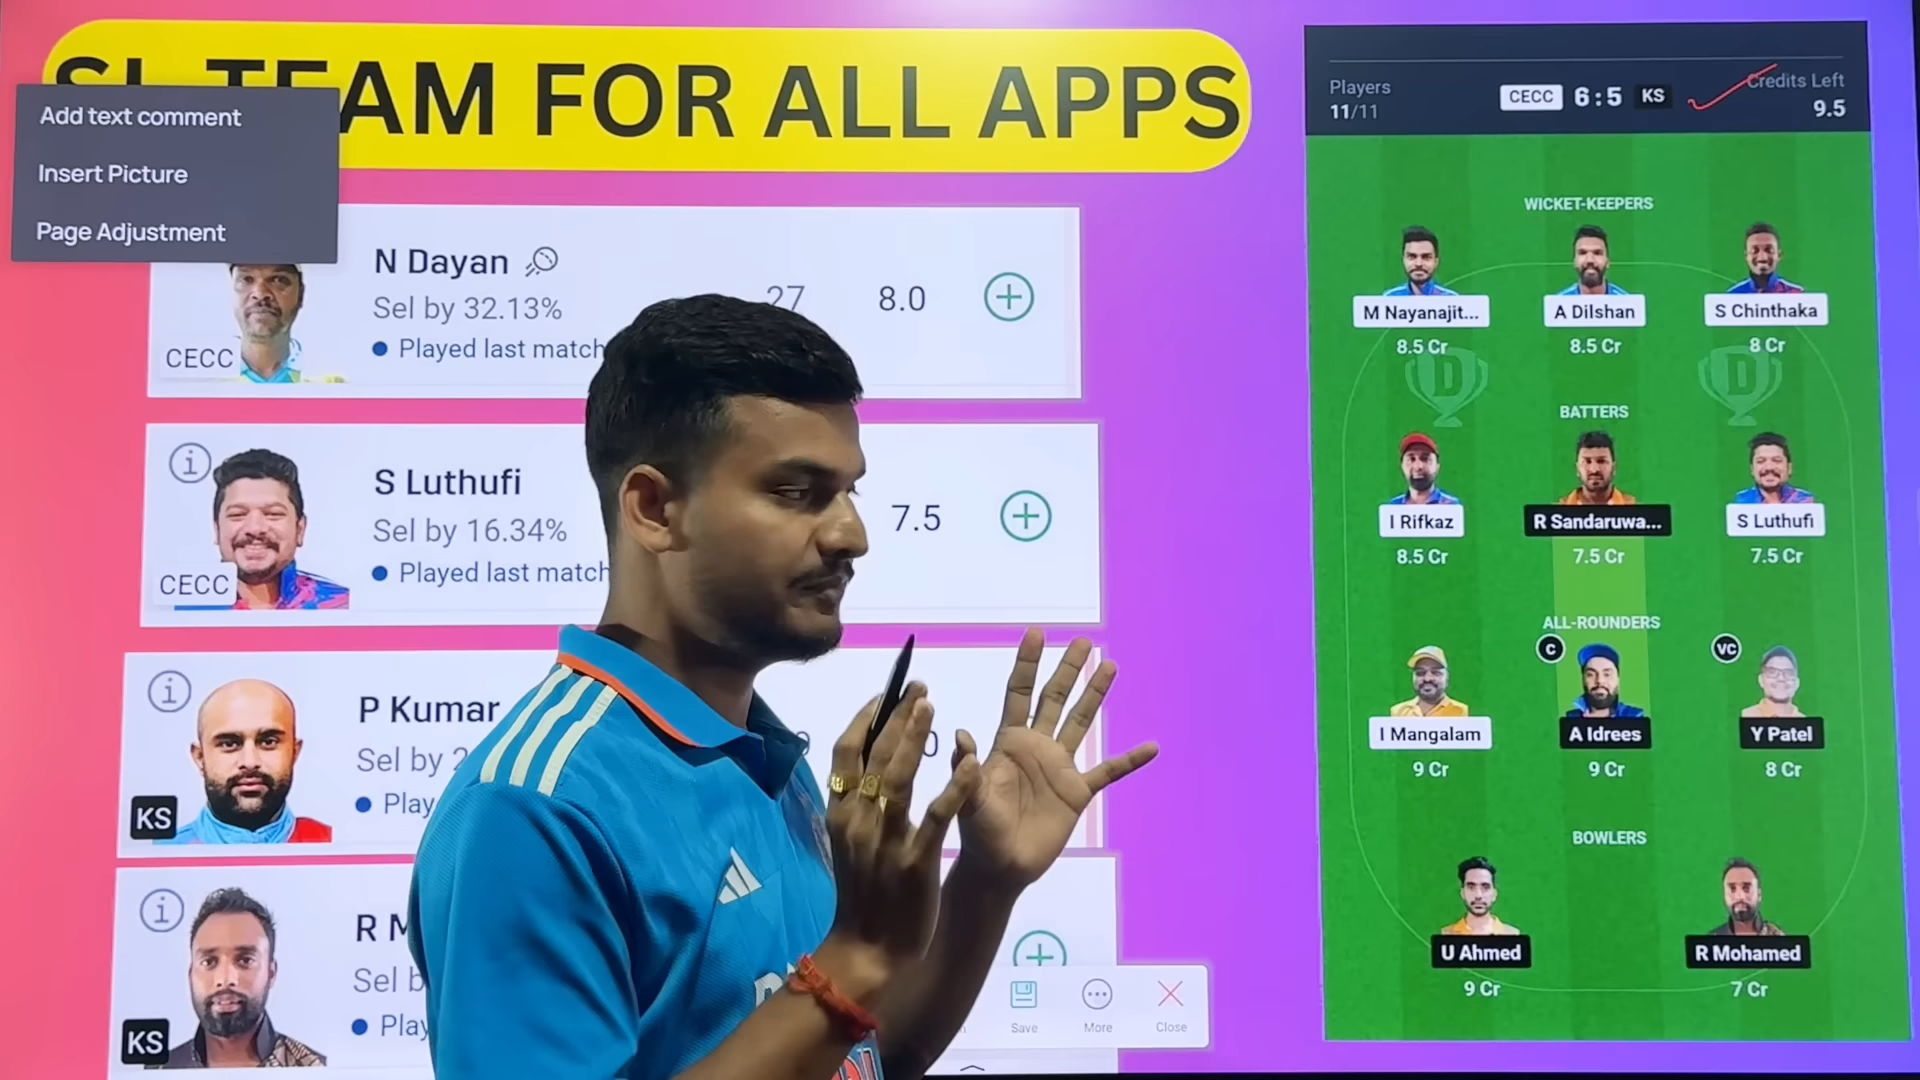 TEAM FOR ALL APPS
Add text comment
Insert Picture
Page Adjustment
N Dayan
Sel by 32.13%
27
8.0
Played last match
CECC
S Luthufi
Sel by 16.34%
7.5
Played last match
CECC
P Kumar
Sel by
KS
R M
Sel b
KS
Save
More
Close
Players
11/11
CECC 6:5 KS
Credits Left
9.5
WICKET-KEEPERS
M Nayanajit...
A Dilshan
S Chinthaka
8.5 Cr
8.5 Cr
8 Cr
D
D
BATTERS
I Rifkaz
R Sandaruwa...
S Luthufi
8.5 Cr
7.5 Cr
7.5 Cr
ALL-ROUNDERS
C
VC
I Mangalam
A Idrees
Y Patel
9 Cr
9 Cr
8 Cr
BOWLERS
U Ahmed
R Mohamed
9 Cr
7 Cr